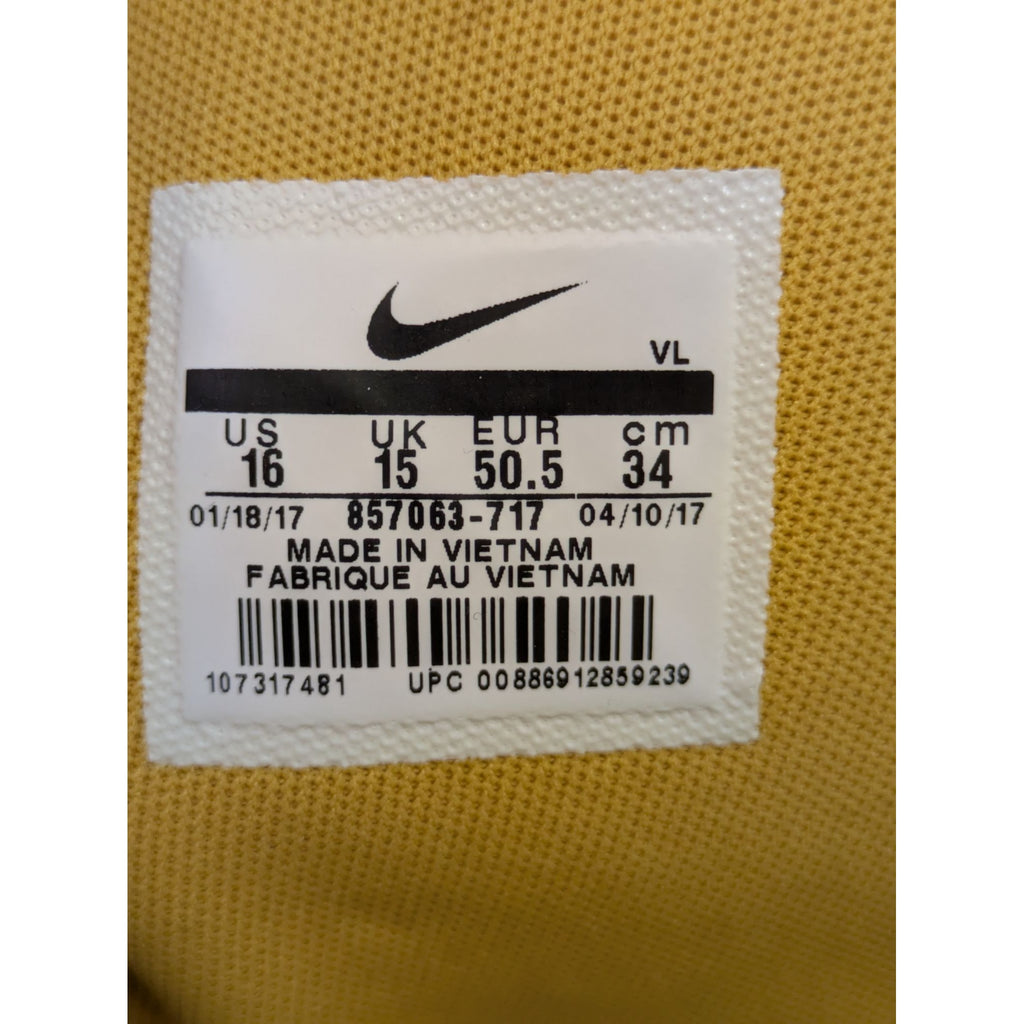 VL
US UK EUR cm
16 15 50.5 34
01/18/17 857063-717 04/10/17
MADE IN VIETNAM
FABRIQUE AU VIETNAM
107317481 UPC 00886912859239